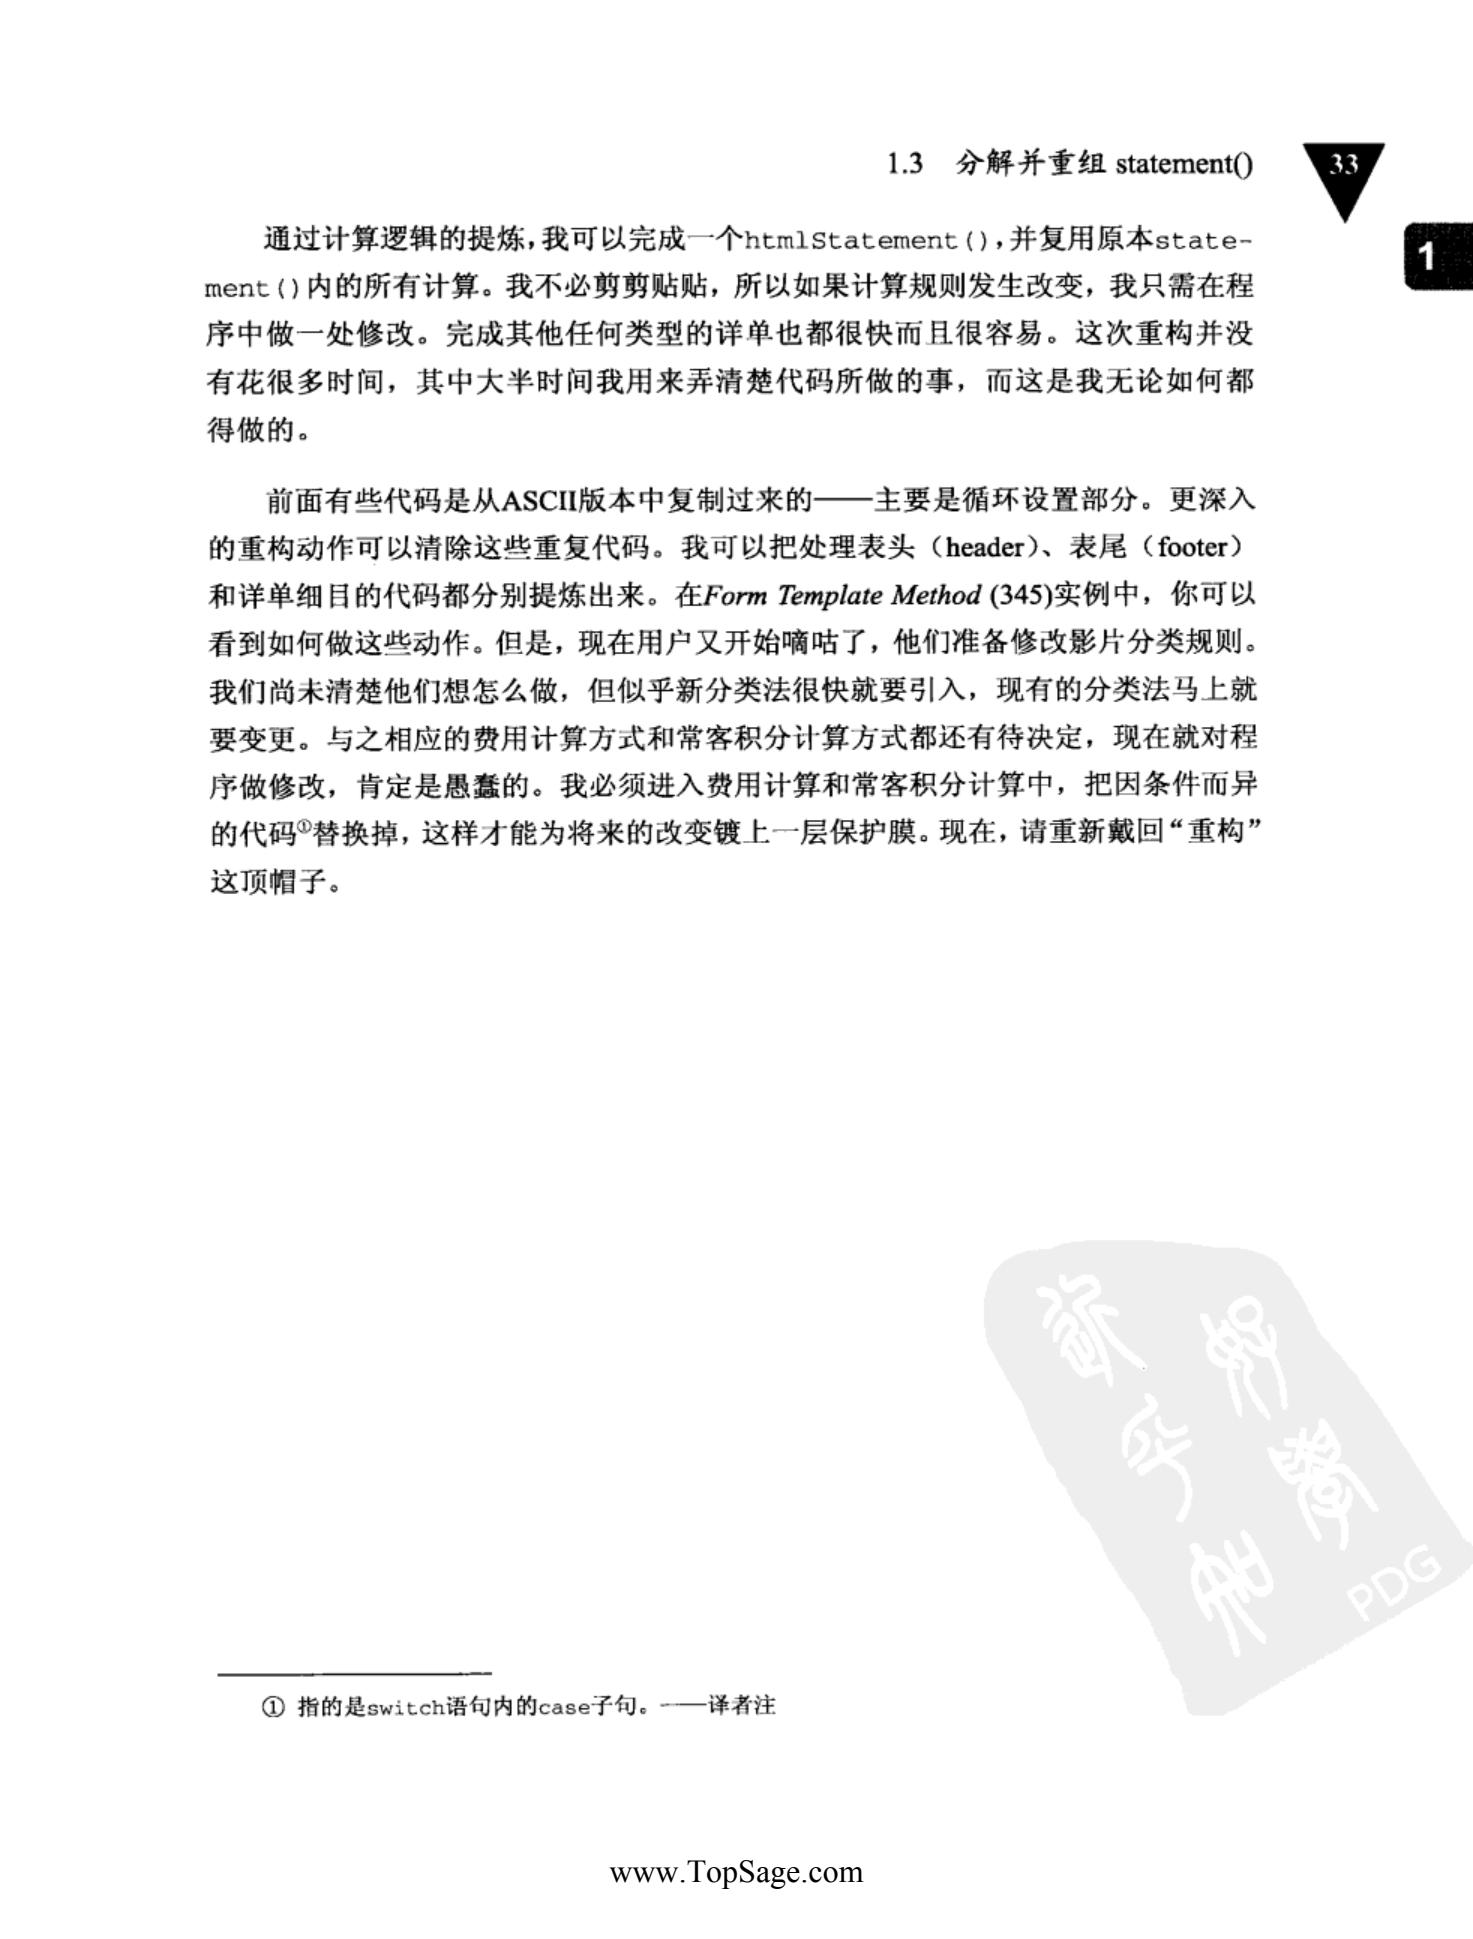 1.3 分解并重组 statement()
33
1
通过计算逻辑的提炼，我可以完成一个htmlStatement()，并复用原本state-
ment()内的所有计算。我不必剪剪贴贴，所以如果计算规则发生改变，我只需在程
序中做一处修改。完成其他任何类型的详单也都很快而且很容易。这次重构并没
有花很多时间，其中大半时间我用来弄清楚代码所做的事，而这是我无论如何都
得做的。
前面有些代码是从ASCII版本中复制过来的——主要是循环设置部分。更深入
的重构动作可以清除这些重复代码。我可以把处理表头（header）、表尾（footer）
和详单细目的代码都分别提炼出来。在Form Template Method (345)实例中，你可以
看到如何做这些动作。但是，现在用户又开始嘀咕了，他们准备修改影片分类规则。
我们尚未清楚他们想怎么做，但似乎新分类法很快就要引入，现有的分类法马上就
要变更。与之相应的费用计算方式和常客积分计算方式都还有待决定，现在就对程
序做修改，肯定是愚蠢的。我必须进入费用计算和常客积分计算中，把因条件而异
的代码①替换掉，这样才能为将来的改变镀上一层保护膜。现在，请重新戴回“重构”
这顶帽子。
PDG
① 指的是switch语句内的case子句。——译者注
www.TopSage.com